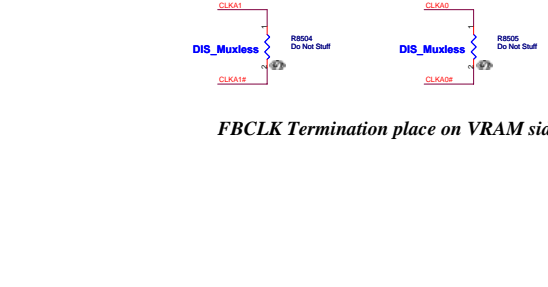 CLKA1
CLKA0
1
1
R8504
Do Not Stuff
R8505
Do Not Stuff
DIS_Muxless
DIS_Muxless
2
2
CLKA1#
CLKA0#
FBCLK Termination place on VRAM sid